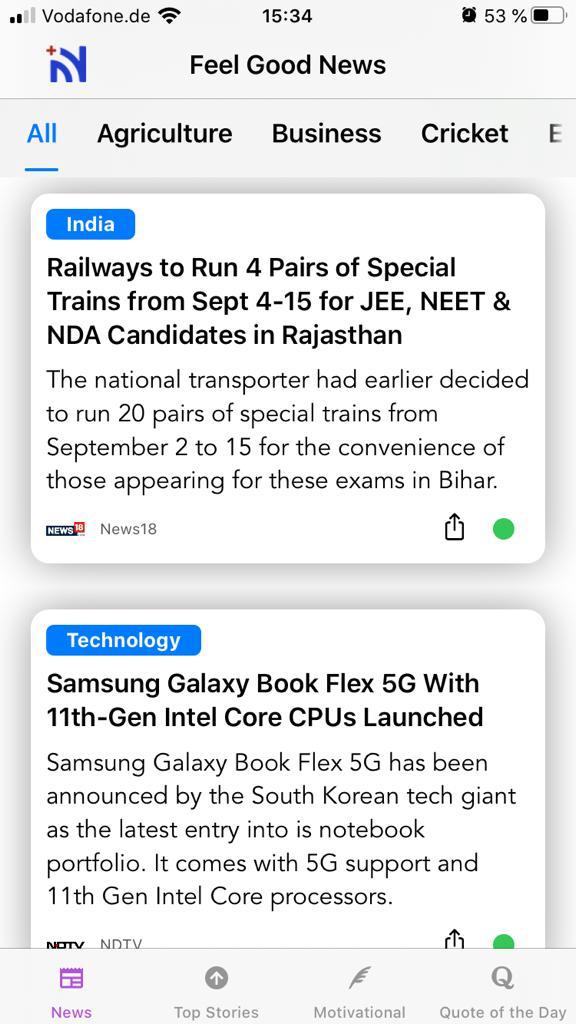 Vodafone.de 15:34 53 %
Feel Good News
All Agriculture Business Cricket E
India
Railways to Run 4 Pairs of Special
Trains from Sept 4-15 for JEE, NEET &
NDA Candidates in Rajasthan
The national transporter had earlier decided
to run 20 pairs of special trains from
September 2 to 15 for the convenience of
those appearing for these exams in Bihar.
NEWS18 News18
Technology
Samsung Galaxy Book Flex 5G With
11th-Gen Intel Core CPUs Launched
Samsung Galaxy Book Flex 5G has been
announced by the South Korean tech giant
as the latest entry into is notebook
portfolio. It comes with 5G support and
11th Gen Intel Core processors.
NDTV NDTV
News Top Stories Motivational Quote of the Day